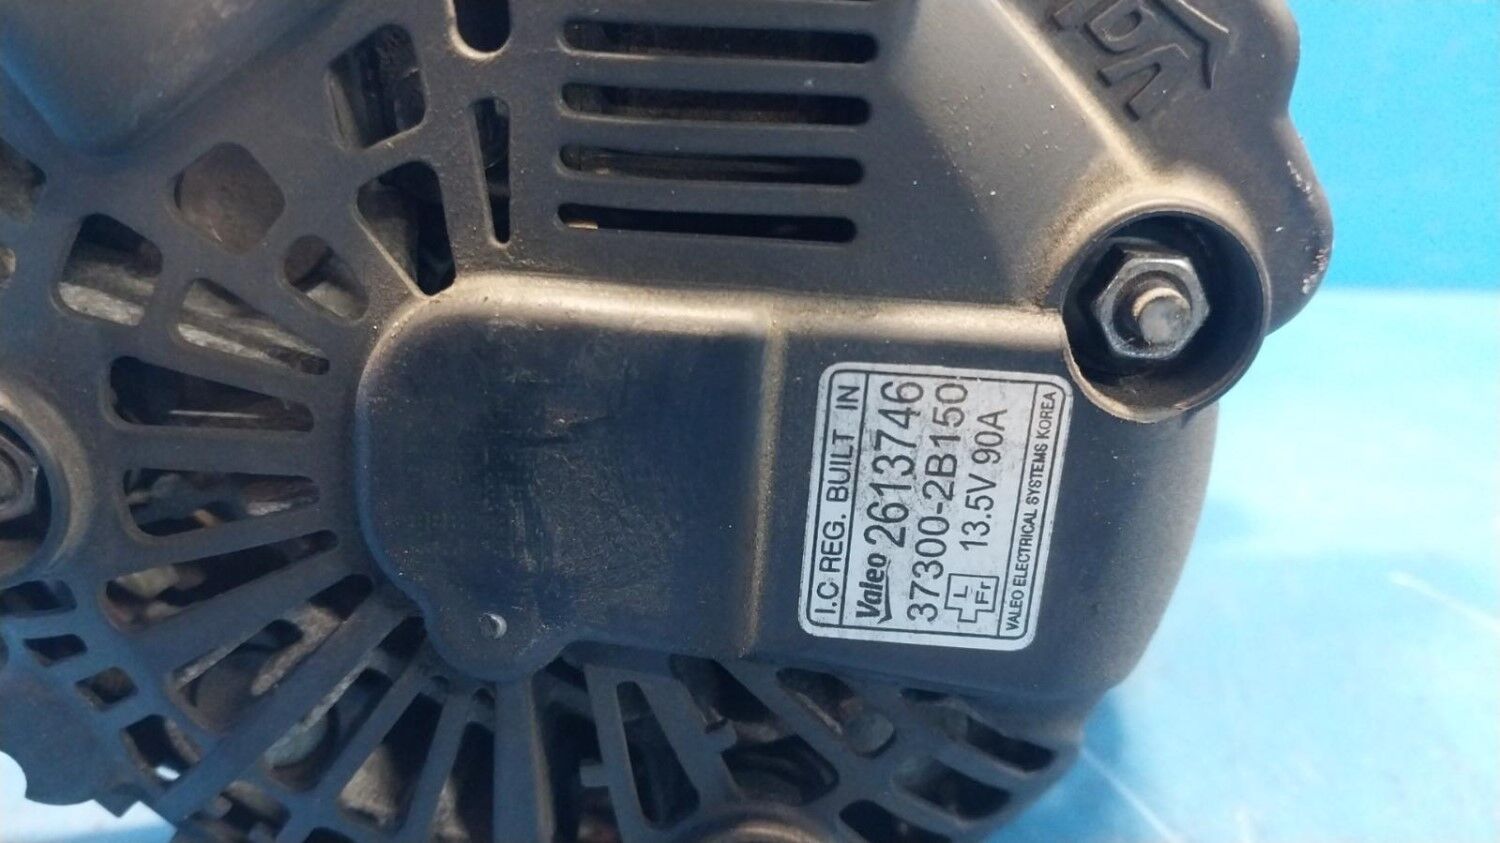 I.C REG. BUILT IN
Valeo 2613746
37300-2B150
L
Fr
13.5V 90A
VALEO ELECTRICAL SYSTEMS KOREA